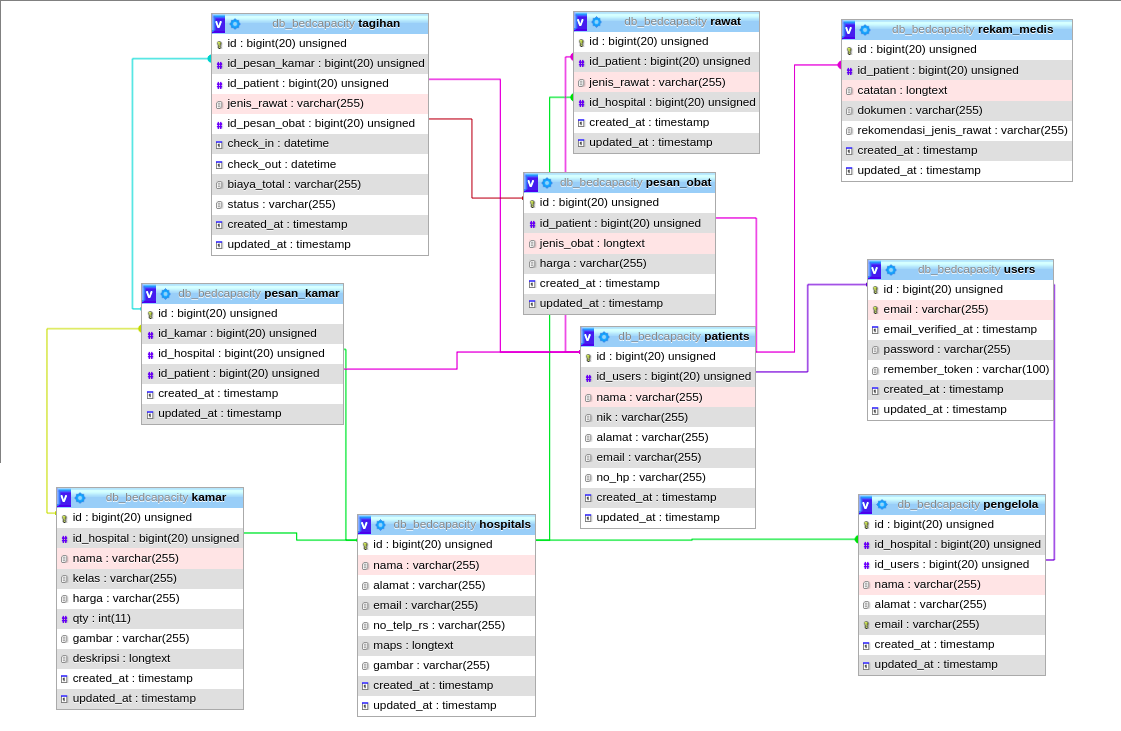 db_bedcapacity tagihan
id : bigint(20) unsigned
id_pesan_kamar : bigint(20) unsigned
id_patient : bigint(20) unsigned
jenis_rawat : varchar(255)
id_pesan_obat : bigint(20) unsigned
check_in : datetime
check_out : datetime
biaya_total : varchar(255)
status : varchar(255)
created_at : timestamp
updated_at : timestamp
db_bedcapacity rawat
id : bigint(20) unsigned
id_patient : bigint(20) unsigned
jenis_rawat : varchar(255)
id_hospital : bigint(20) unsigned
created_at : timestamp
updated_at : timestamp
db_bedcapacity rekam_medis
id : bigint(20) unsigned
id_patient : bigint(20) unsigned
catatan : longtext
dokumen : varchar(255)
rekomendasi_jenis_rawat : varchar(255)
created_at : timestamp
updated_at : timestamp
db_bedcapacity pesan_obat
id : bigint(20) unsigned
id_patient : bigint(20) unsigned
jenis_obat : longtext
harga : varchar(255)
created_at : timestamp
updated_at : timestamp
db_bedcapacity pesan_kamar
id : bigint(20) unsigned
id_kamar : bigint(20) unsigned
id_hospital : bigint(20) unsigned
id_patient : bigint(20) unsigned
created_at : timestamp
updated_at : timestamp
db_bedcapacity patients
id : bigint(20) unsigned
id_users : bigint(20) unsigned
nama : varchar(255)
nik : varchar(255)
alamat : varchar(255)
email : varchar(255)
no_hp : varchar(255)
created_at : timestamp
updated_at : timestamp
db_bedcapacity users
id : bigint(20) unsigned
email : varchar(255)
email_verified_at : timestamp
password : varchar(255)
remember_token : varchar(100)
created_at : timestamp
updated_at : timestamp
db_bedcapacity kamar
id : bigint(20) unsigned
id_hospital : bigint(20) unsigned
nama : varchar(255)
kelas : varchar(255)
harga : varchar(255)
qty : int(11)
gambar : varchar(255)
deskripsi : longtext
created_at : timestamp
updated_at : timestamp
db_bedcapacity hospitals
id : bigint(20) unsigned
nama : varchar(255)
alamat : varchar(255)
email : varchar(255)
no_telp_rs : varchar(255)
maps : longtext
gambar : varchar(255)
created_at : timestamp
updated_at : timestamp
db_bedcapacity pengelola
id : bigint(20) unsigned
id_hospital : bigint(20) unsigned
id_users : bigint(20) unsigned
nama : varchar(255)
alamat : varchar(255)
email : varchar(255)
created_at : timestamp
updated_at : timestamp